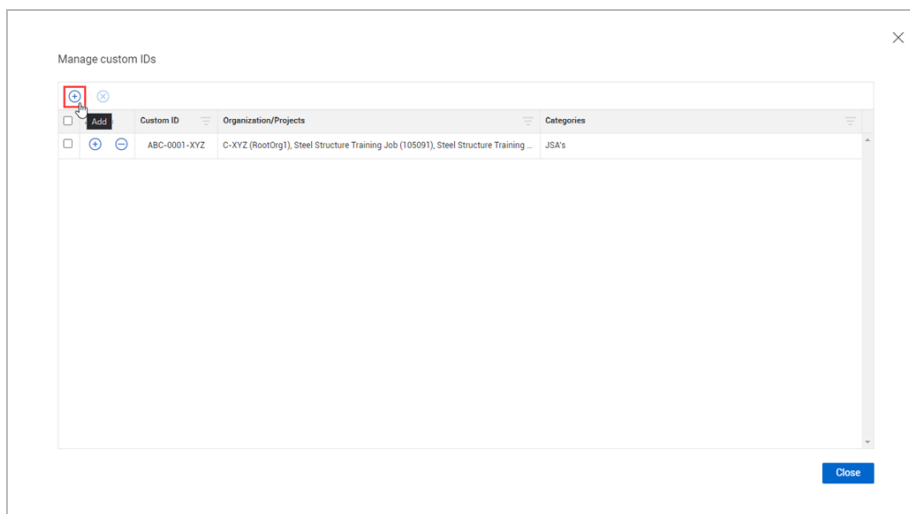 Manage custom IDs
Add
Custom ID Organization/Projects Categories
ABC-0001-XYZ C-XYZ (RootOrg1), Steel Structure Training Job (105091), Steel Structure Training ... JSA's
Close